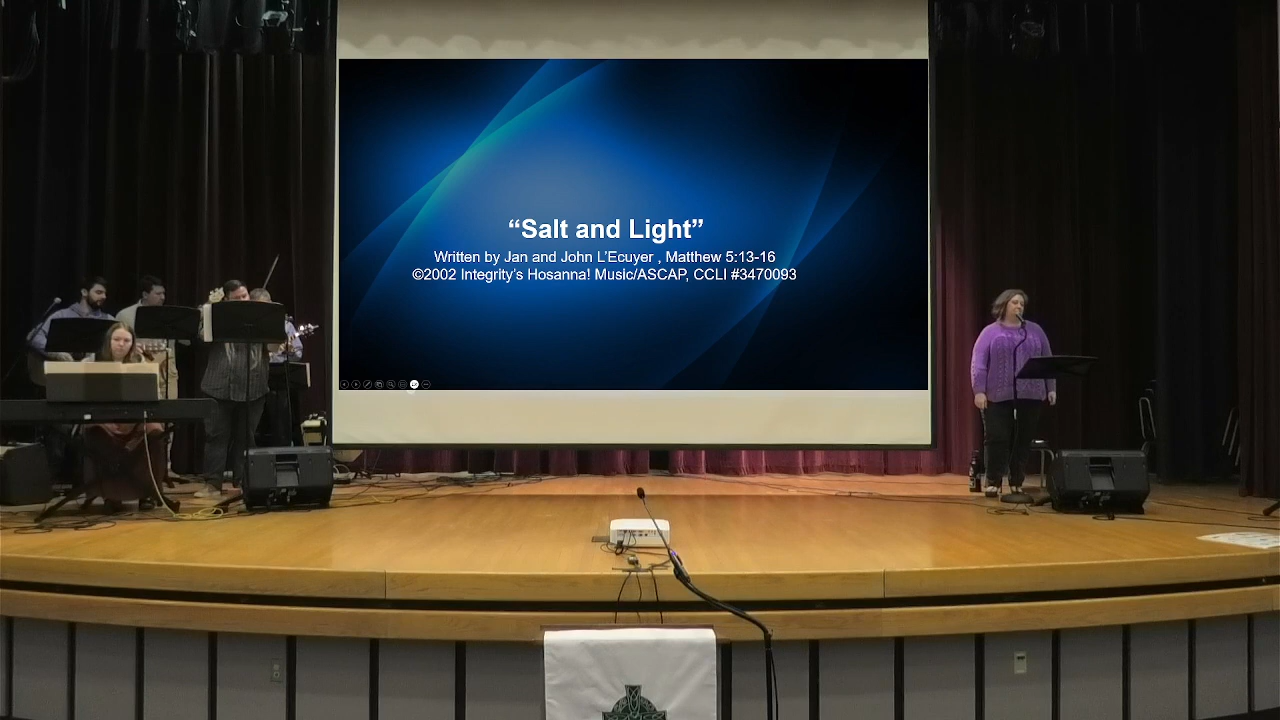 “Salt and Light”
Written by Jan and John L’Ecuyer , Matthew 5:13-16
©2002 Integrity’s Hosanna! Music/ASCAP, CCLI #3470093